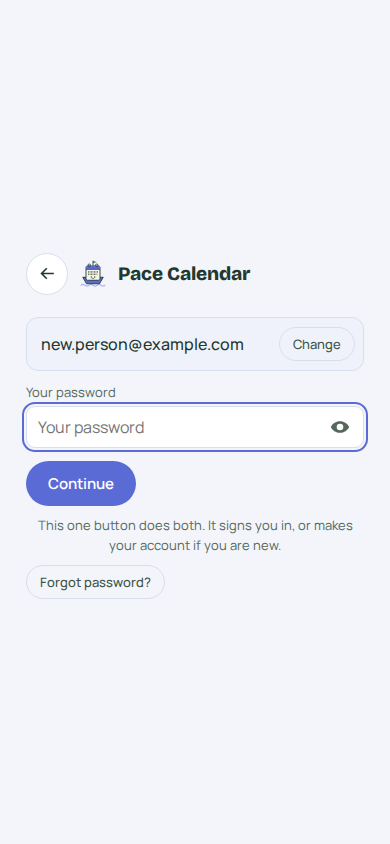 Pace Calendar
new.person@example.com
Change
Your password
Your password
Continue
This one button does both. It signs you in, or makes
your account if you are new.
Forgot password?